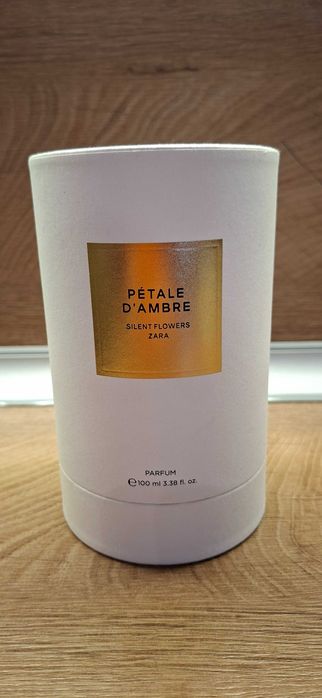 PÉTALE
D'AMBRE
SILENT FLOWERS
ZARA
PARFUM
℮100 ml 3.38 fl. oz.